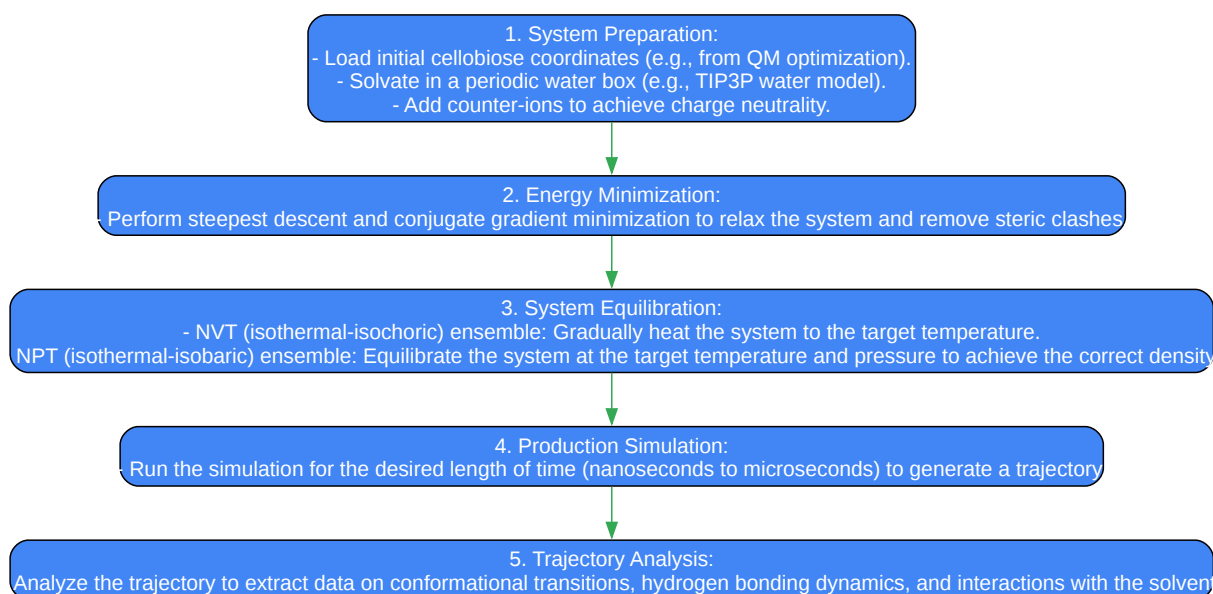 1. System Preparation:
- Load initial cellobiose coordinates (e.g., from QM optimization).
- Solvate in a periodic water box (e.g., TIP3P water model).
- Add counter-ions to achieve charge neutrality.
2. Energy Minimization:
- Perform steepest descent and conjugate gradient minimization to relax the system and remove steric clashes
3. System Equilibration:
- NVT (isothermal-isochoric) ensemble: Gradually heat the system to the target temperature.
NPT (isothermal-isobaric) ensemble: Equilibrate the system at the target temperature and pressure to achieve the correct density
4. Production Simulation:
- Run the simulation for the desired length of time (nanoseconds to microseconds) to generate a trajectory
5. Trajectory Analysis:
Analyze the trajectory to extract data on conformational transitions, hydrogen bonding dynamics, and interactions with the solvent